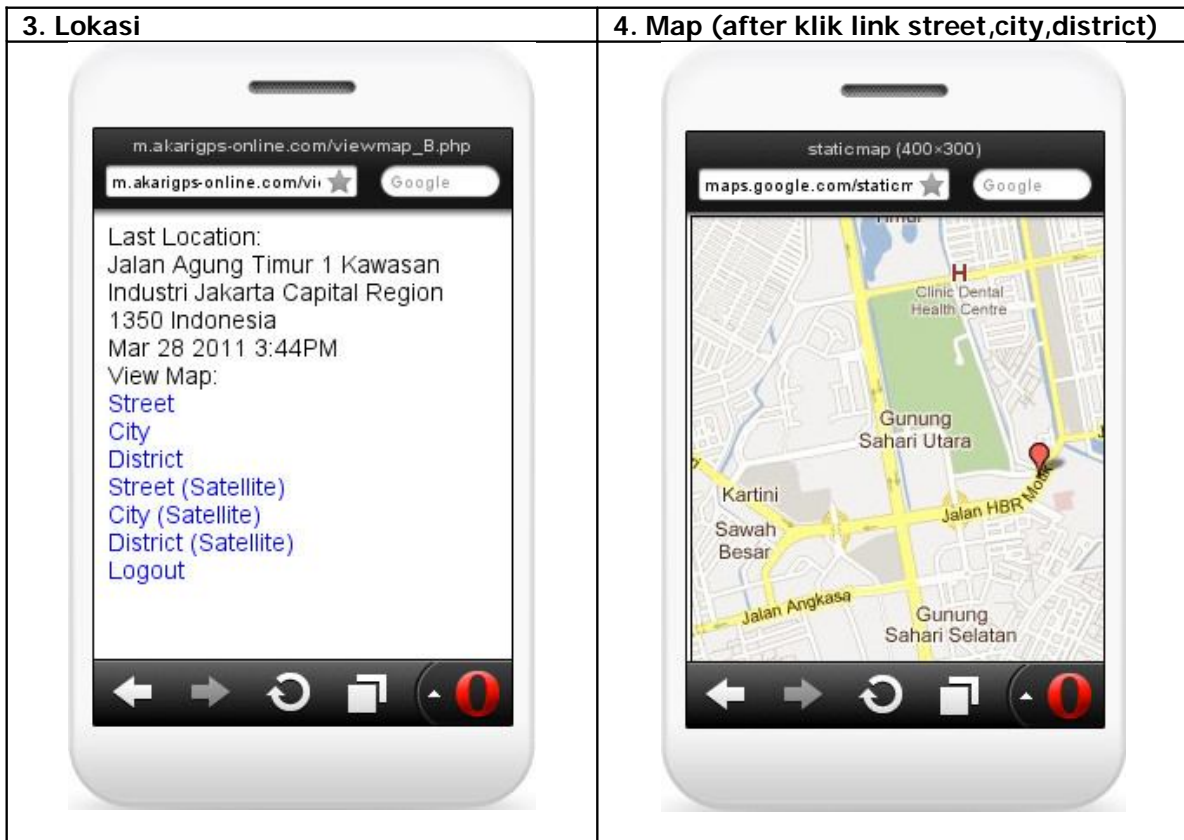 3. Lokasi
m.akarigps-online.com/viewmap_B.php
m.akarigps-online.com/vi
Google
Last Location:
Jalan Agung Timur 1 Kawasan
Industri Jakarta Capital Region
1350 Indonesia
Mar 28 2011 3:44PM
View Map:
Street
City
District
Street (Satellite)
City (Satellite)
District (Satellite)
Logout
4. Map (after klik link street,city,district)
staticmap (400×300)
maps.google.com/static
Google
H
Clinic Dental
Health Centre
Gunung
Sahari Utara
Kartini
Sawah
Besar
Jalan HBR Motik
Jalan Angkasa
Gunung
Sahari Selatan